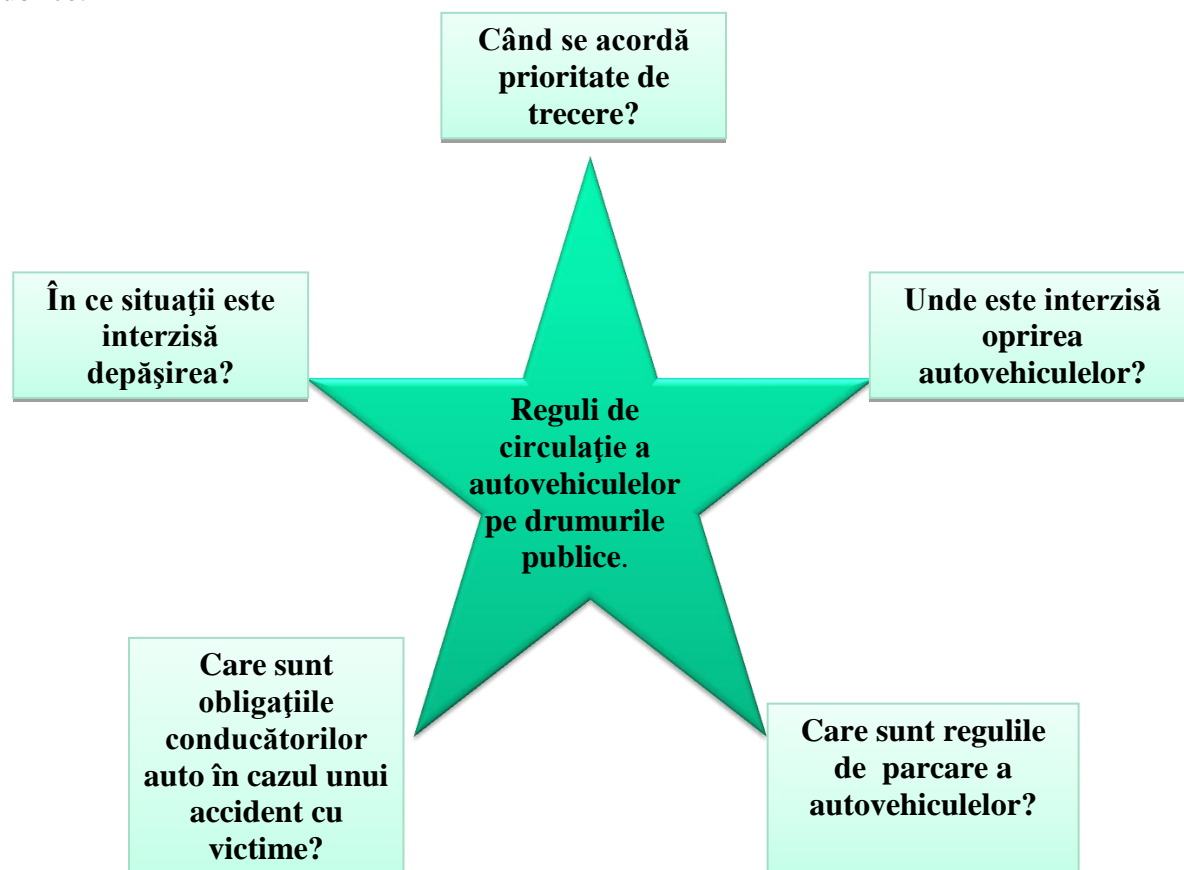 Când se acordă
prioritate de
trecere?
În ce situaţii este
interzisă
depăşirea?
Unde este interzisă
oprirea
autovehiculelor?
Reguli de
circulaţie a
autovehiculelor
pe drumurile
publice.
Care sunt
obligaţiile
conducătorilor
auto în cazul unui
accident cu
victime?
Care sunt regulile
de parcare a
autovehiculelor?